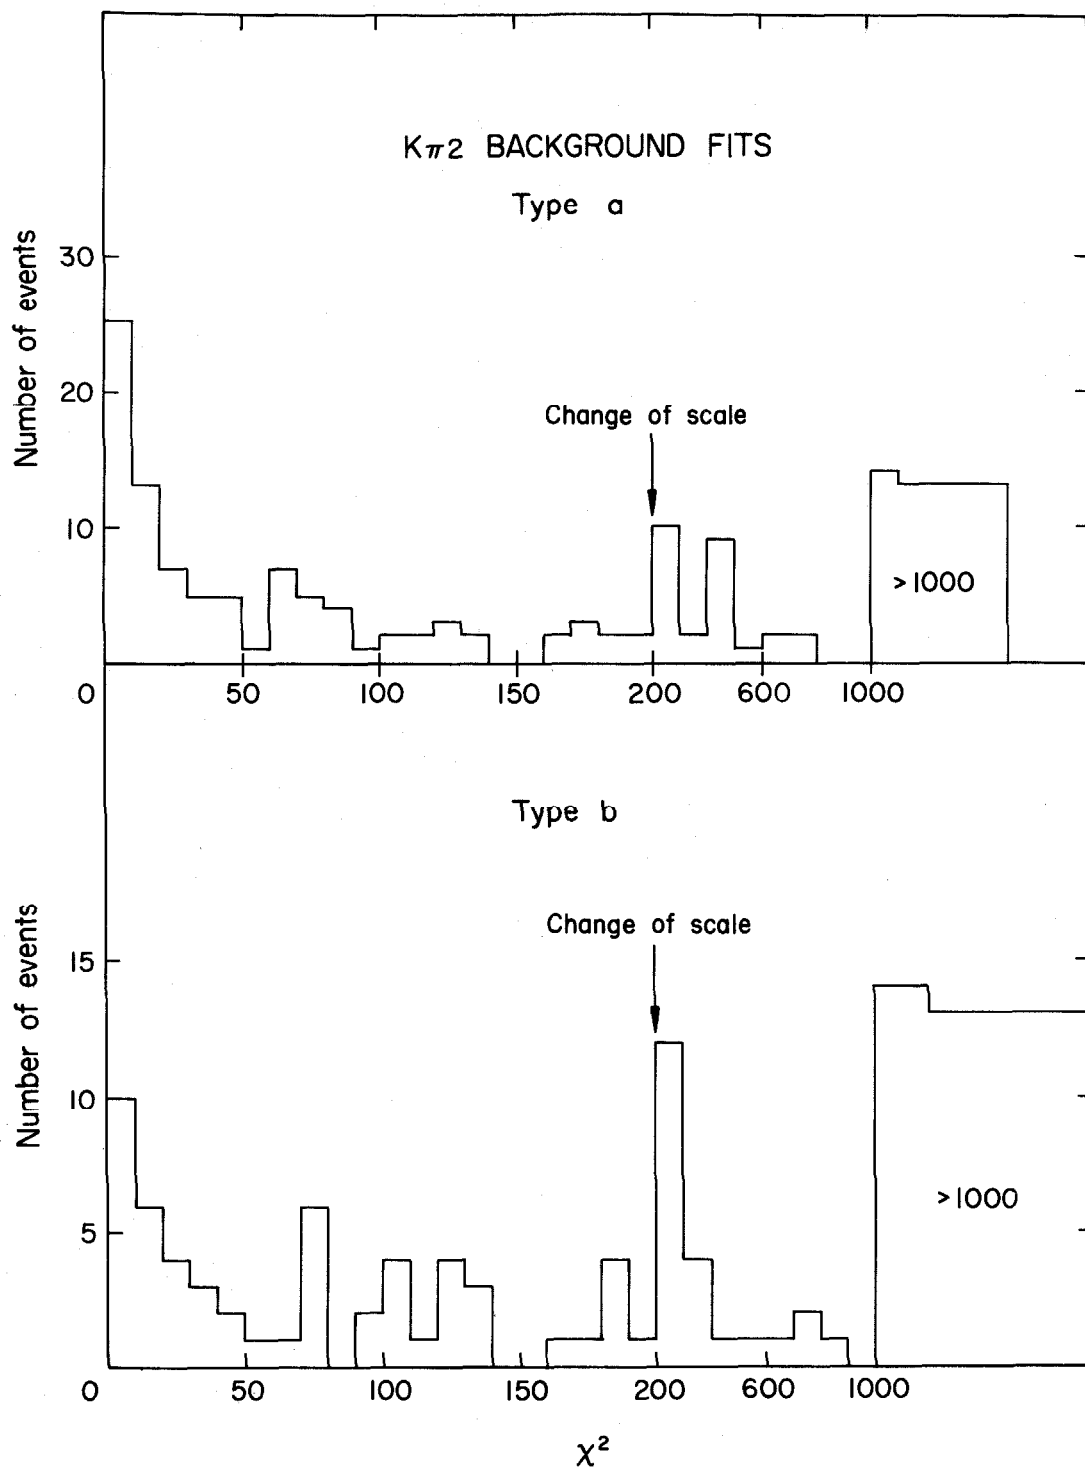 Kπ2 BACKGROUND FITS
Type a
Number of events
30
20
10
Change of scale
>1000
0 50 100 150 200 600 1000
Type b
Number of events
15
10
5
Change of scale
>1000
0 50 100 150 200 600 1000
χ²